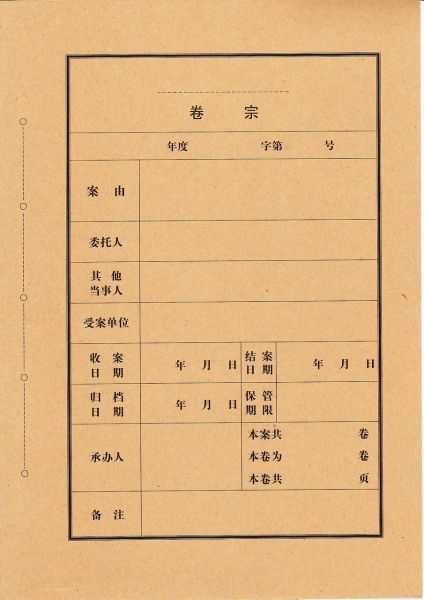 卷 宗
年度 字第 号
案 由
委托人
其 他
当事人
受案单位
收 案
日 期
年 月 日
结 案
日 期
年 月 日
归 档
日 期
年 月 日
保 管
期 限
承办人
本案共 卷
本卷为 卷
本卷共 页
备 注